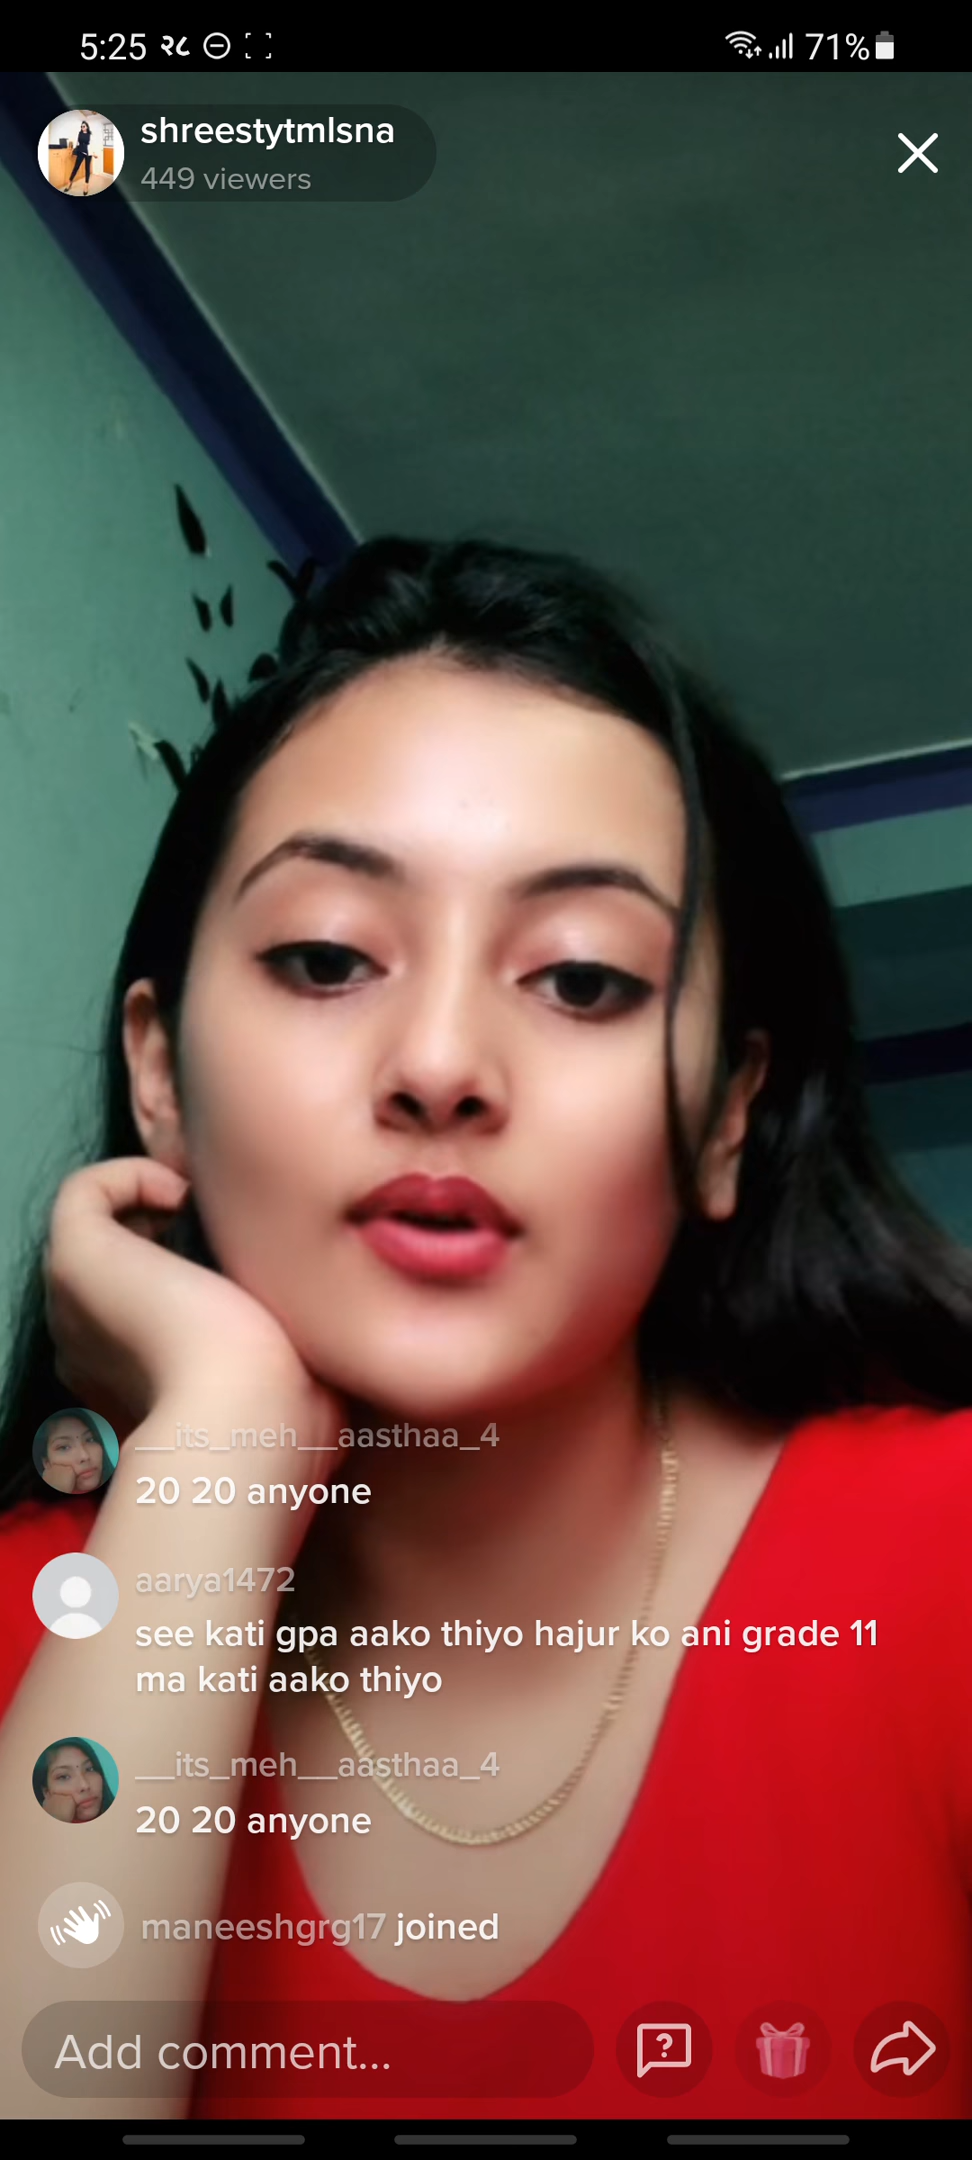 5:25 २८ 71%
shreestytmlsna
449 viewers
__its_meh__aasthaa_4
20 20 anyone
aarya1472
see kati gpa aako thiyo hajur ko ani grade 11
ma kati aako thiyo
__its_meh__aasthaa_4
20 20 anyone
maneeshgrg17 joined
Add comment...